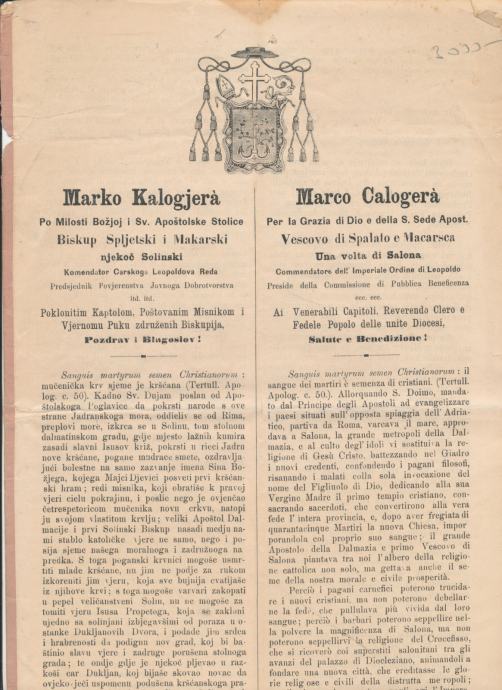 3000-
Marko Kalogjerà
Po Milosti Božjoj i Sv. Apoštolske Stolice
Biskup Spljetski i Makarski
njekoč Solinski
Komendator Carskoga Leopoldova Reda
Predsjednik Povjerenstva Javnoga Dobrotvorstva
itd. itd.
Poklonitim Kaptolom, Poštovanim Misnikom i
Vjernomu Puku združenih Biskupija,
Pozdrav i Blagosiov!
Sanguis martyrum semen Christianorum:
mučenička krv sjeme je kršćana (Tertull. Apo-
log. c. 50). Kadno Sv. Dujam poslan od Apo-
štolskoga Poglavice da pokrsti narode s ove
strane Jadranskoga mora, odieliv se od Rima,
preplovi more, izkrca se u Solinu, tom stolnom
dalmatinskom gradu, gdje mjesto lažnih kumira
zasadi slavni Isusov križ, pokrsti u rieci Jadru
nove kršćane, pogane mudrace smete, ozdravlja
jući bolestne na samo zazvanje imena Sina Bo-
žjega, kojega Majci Djevici posveti prvi kršćan-
ski hram; redi misnika, koji obratiše k pravoj
vjeri cielu pokrajinu, i poslie nego je ovjenčao
četrespetoricom mučenika novu crkvu, natopi
ju svojom vlastitom krvlju; veliki Apoštol Dal-
macije i prvi Solinski Biskup nasadi medju na-
mi stablo katoličke vjere ne samo, nego i po-
sija sjeme našega moralnoga i zadružnoga na-
predka. S toga poganski krvnici mogoše numr-
titi mlade kršćane, nu jim ne podje za rukom
izkoreniti jim vjeru, koja sve bujnija cvatijaše
iz njihove krvi; s toga mogoše varvari zakopati
u pepel veličanstveni Solin, nu ne mogoše za-
tomiti vjeru Isusa Propetoga, koja se zakloni
ujedno sa solinjani izbjegavšimi od poraza u o-
stanke Dukljanovih Dvora, i podade jim srdca
i hrabrenosti da podignu nov grad, koj bi ba-
štinio slavu vjere i zadruge porušena stolnoga
grada; te ondje gdje je njekoč pljevao u raz-
koši car Dukljan, koj bijaše skovao novac da
ovjeko ječi uspomenu podušena kršćanskoga pra-
Marco Calogerà
Per la Grazia di Dio e della S. Sede Apost.
Vescovo di Spalato e Macarsca
Una volta di Salona
Commendatore dell' Imperiale Ordine di Leopoldo
Preside della Commissione di Pubblica Beneficenza
ecc. ecc.
Ai Venerabili Capitoli, Reverendo Clero e
Fedele Popolo delle unite Diocesi,
Salute e Benedizione!
Sanguis martyrum semen Christianorum: il
sangue dei martiri è semenza di cristiani. (Tertull.
Apolog. c. 50.). Allorquando S. Doimo, manda-
to dal Principe degli Apostoli ad evangelizzare
i paesi situati sull'opposta spiaggia dell'Adria-
tico, partiva da Roma, varcava il mare, appro-
dava a Salona, la grande metropoli della Dal-
mazia, e al culto degl'idoli vi sostituiva la re-
ligione di Gesù Cristo, battezzando nel Giadro
i nuovi credenti, confondendo i pagani filosofi,
risanando i malati colla sola invocazione del
nome del Figliuolo di Dio, dedicando alla sua
Vergine Madre il primo tempio cristiano, con-
sacrando sacerdoti, che convertirono alla vera
fede l'intera provincia, e, dopo aver fregiata di
quarantacinque Martiri la nuova Chiesa, impor
porandola col proprio suo sangue; il grande
Apostolo della Dalmazia e primo Vescovo di
Salona piantava tra noi l'albero della religio-
ne cattolica non solo, ma gettava anche il se-
me della nostra morale e civile prosperità.
Perciò i pagani carnefici poterono trucida-
re i nuovi cristiani, ma non poterono debellar-
ne la fede, che pullulava più vivida dal loro
sangue; perciò i barbari poterono seppellire nel-
la polvere la magnificenza di Salona, ma non
poterono seppellirvi la religione del Crocefisso,
che si ricoverò coi superstiti salonitani tra gli
avanzi del palazzo di Diocleziano, animandoli a
fondare una nuova città, che ereditasse le glo-
rie religiose e civili della distrutta metropoli;